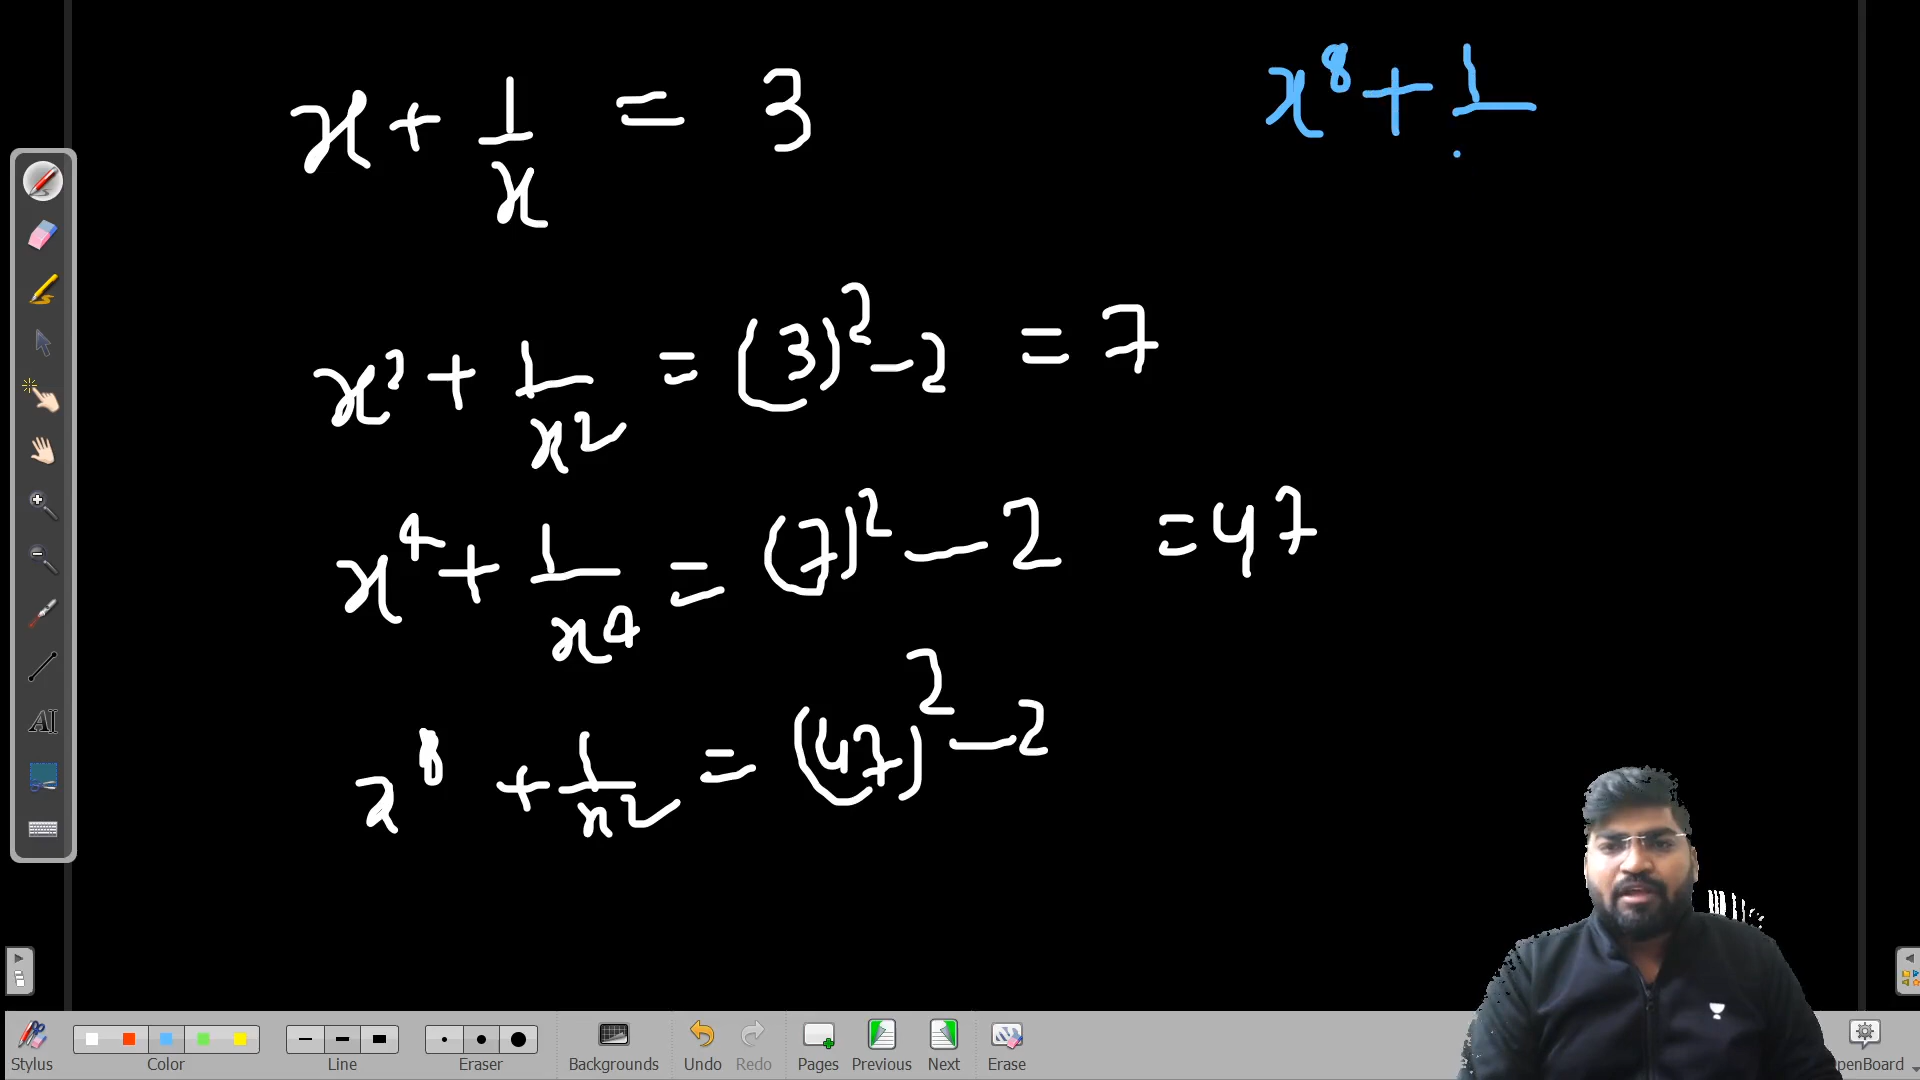 x + 1/x = 3
x⁸ + 1/
x² + 1/x² = (3)² - 2 = 7
x⁴ + 1/x⁴ = (7)² - 2 = 47
x⁸ + 1/x² = (47)² - 2
AI
Stylus Color Line Eraser Backgrounds Undo Redo Pages Previous Next Erase penBoard